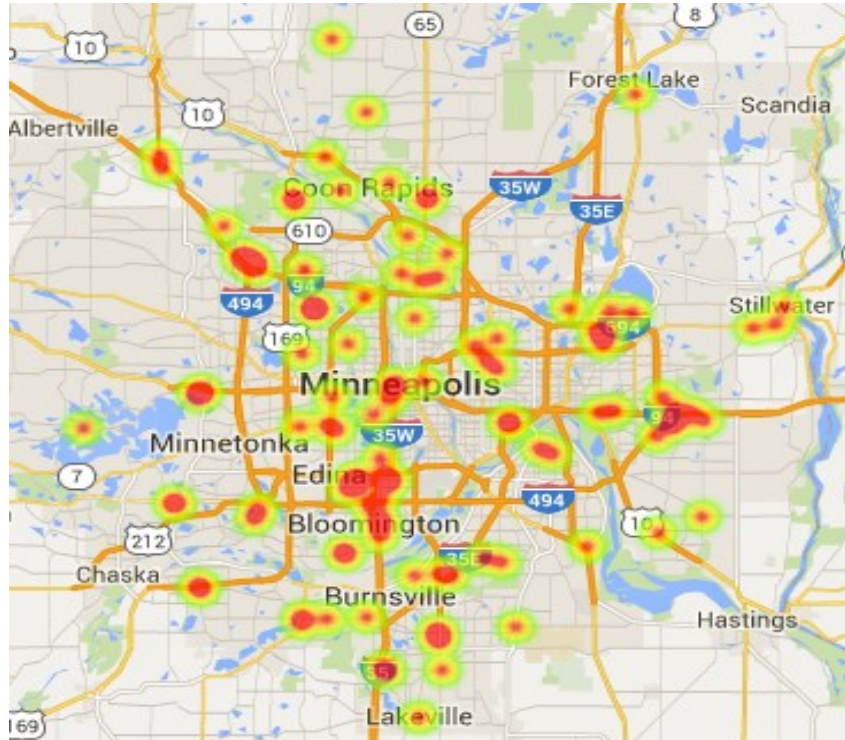 8
65
10
Forest Lake
Scandia
10
Albertville
Coon Rapids
35W
35E
610
94
494
Stillwater
694
169
Minneapolis
94
35W
Minnetonka
7
Edina
494
Bloomington
10
212
35E
Chaska
Burnsville
Hastings
35
Lakeville
169